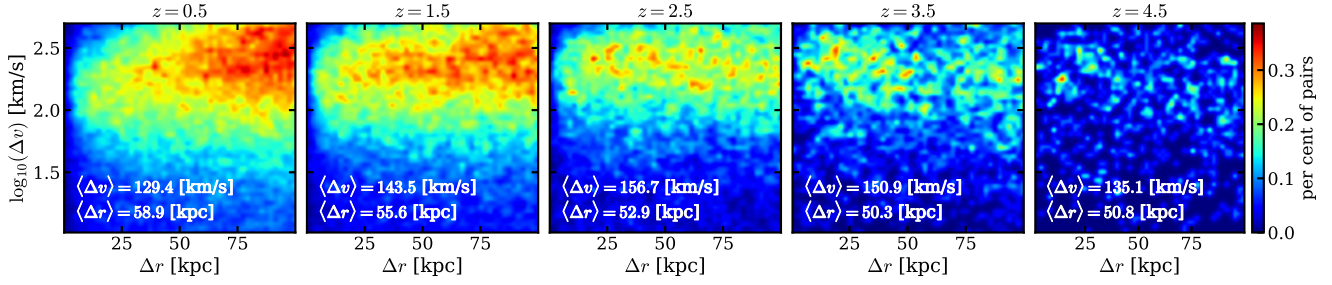 z = 0.5
z = 1.5
z = 2.5
z = 3.5
z = 4.5
log₁₀(Δv) [km/s]
2.5
2.0
1.5
⟨Δv⟩ = 129.4 [km/s]
⟨Δr⟩ = 58.9 [kpc]
⟨Δv⟩ = 143.5 [km/s]
⟨Δr⟩ = 55.6 [kpc]
⟨Δv⟩ = 156.7 [km/s]
⟨Δr⟩ = 52.9 [kpc]
⟨Δv⟩ = 150.9 [km/s]
⟨Δr⟩ = 50.3 [kpc]
⟨Δv⟩ = 135.1 [km/s]
⟨Δr⟩ = 50.8 [kpc]
25 50 75
25 50 75
25 50 75
25 50 75
25 50 75
Δr [kpc]
Δr [kpc]
Δr [kpc]
Δr [kpc]
Δr [kpc]
0.3
0.2
0.1
0.0
per cent of pairs